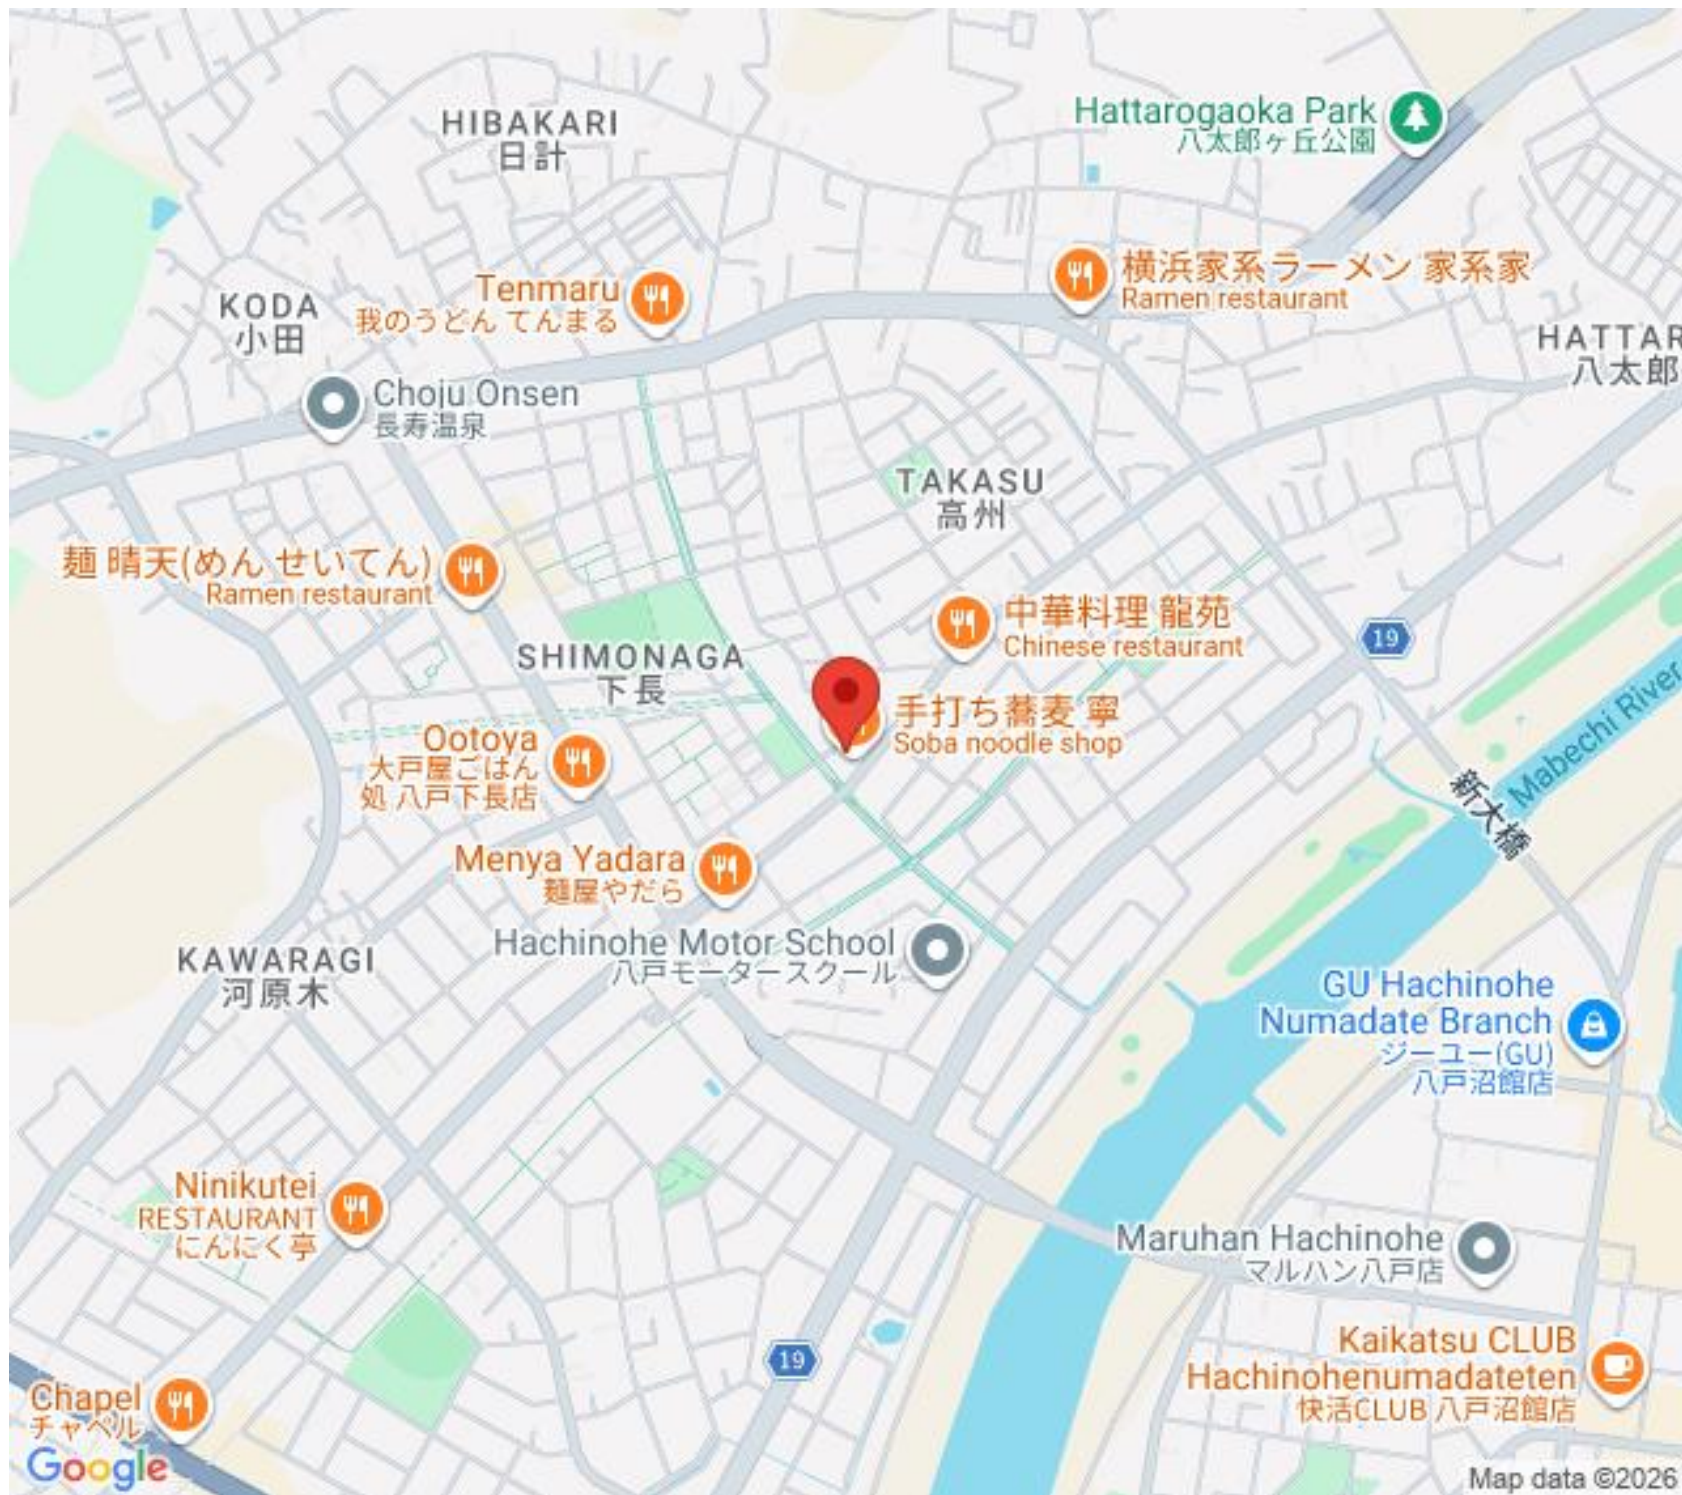 HIBAKARI
日計
Hattarogaoka Park
八太郎ヶ丘公園
Tenmaru
我のうどん てんまる
横浜家系ラーメン 家系家
Ramen restaurant
KODA
小田
HATTAR
八太郎
Choju Onsen
長寿温泉
TAKASU
高州
麺 晴天(めん せいてん)
Ramen restaurant
中華料理 龍苑
Chinese restaurant
19
SHIMONAGA
下長
手打ち蕎麦 寧
Soba noodle shop
Mabechi River
新大橋
Ootoya
大戸屋ごはん
処 八戸下長店
Menya Yadara
麺屋やだら
Hachinohe Motor School
八戸モータースクール
KAWARAGI
河原木
GU Hachinohe
Numadate Branch
ジーユー(GU)
八戸沼館店
Ninikutei
RESTAURANT
にんにく亭
Maruhan Hachinohe
マルハン八戸店
19
Kaikatsu CLUB
Hachinohenumadateten
快活CLUB 八戸沼館店
Chapel
チャペル
Google
Map data ©2026